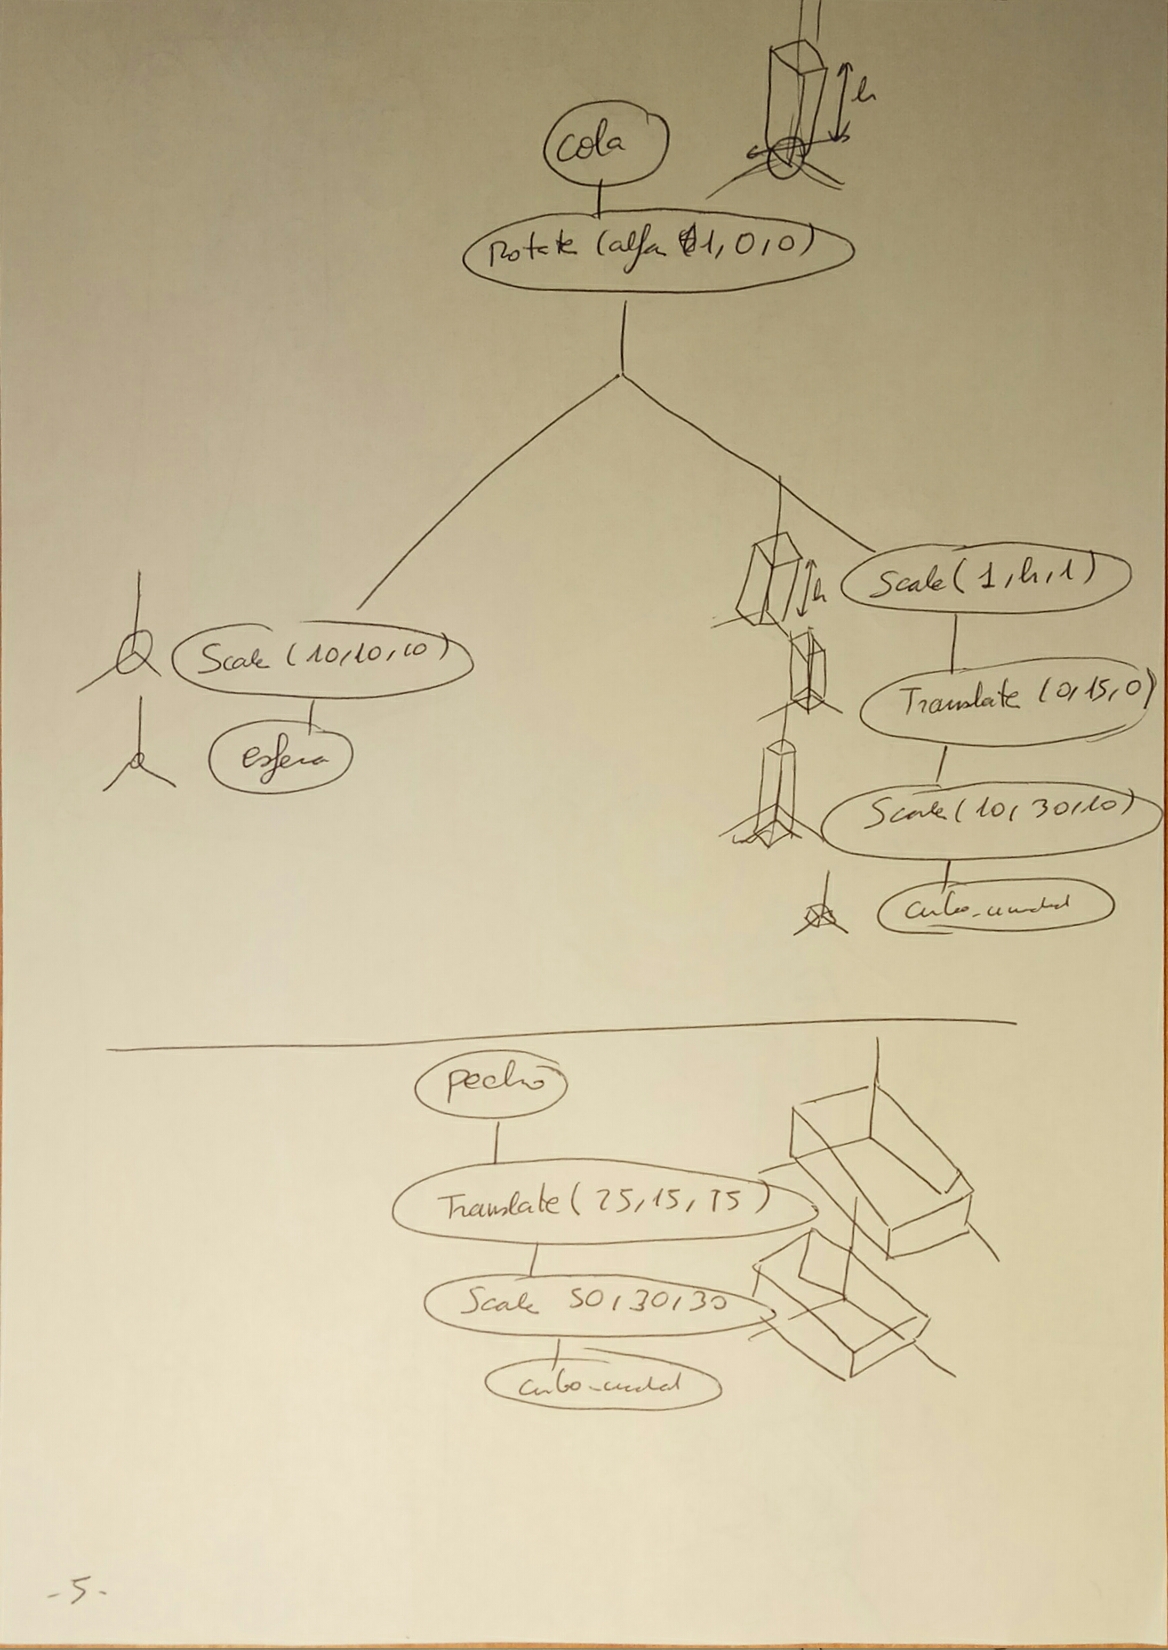 h
cola
Rotate (alfa 1,0,0)
Scale (1,h,1)
h
Scale (10,10,10)
Translate (0,15,0)
esfera
Scale (10,30,10)
cubo_unidad
pecho
Translate (25,15,15)
Scale 50,30,30
cubo_unidad
-5-